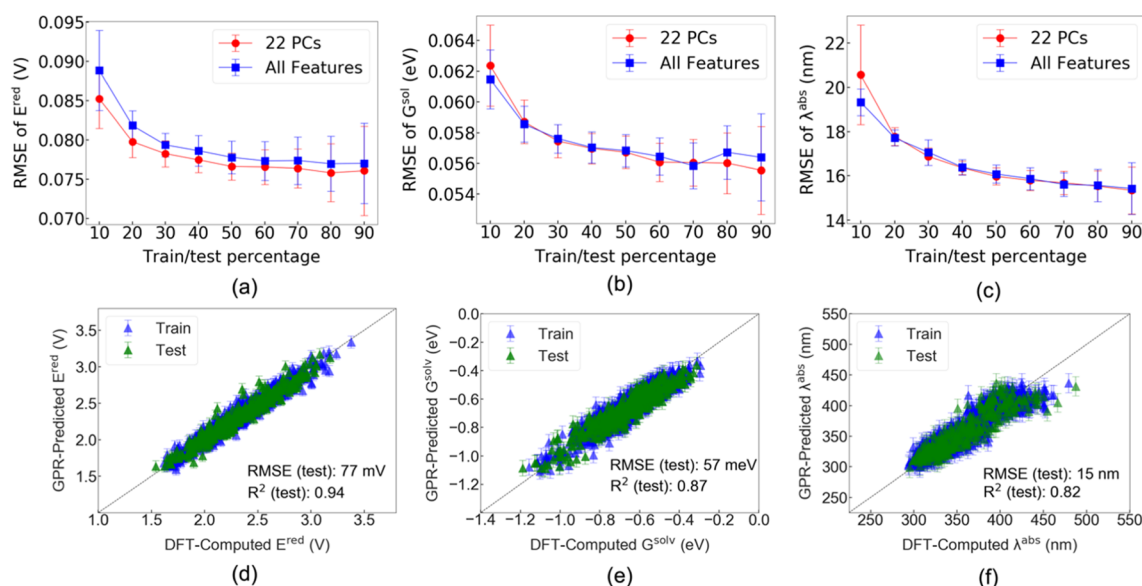 0.095
0.090
0.085
0.080
0.075
0.070
RMSE of E^red (V)
22 PCs
All Features
10 20 30 40 50 60 70 80 90
Train/test percentage
(a)
0.064
0.062
0.060
0.058
0.056
0.054
RMSE of G^sol (eV)
22 PCs
All Features
10 20 30 40 50 60 70 80 90
Train/test percentage
(b)
22
20
18
16
14
RMSE of λ^abs (nm)
22 PCs
All Features
10 20 30 40 50 60 70 80 90
Train/test percentage
(c)
3.5
3.0
2.5
2.0
1.5
GPR-Predicted E^red (V)
Train
Test
RMSE (test): 77 mV
R² (test): 0.94
1.0 1.5 2.0 2.5 3.0 3.5
DFT-Computed E^red (V)
(d)
0.0
−0.2
−0.4
−0.6
−0.8
−1.0
−1.2
GPR-Predicted G^solv (eV)
Train
Test
RMSE (test): 57 meV
R² (test): 0.87
−1.4 −1.2 −1.0 −0.8 −0.6 −0.4 −0.2 0.0
DFT-Computed G^solv (eV)
(e)
550
500
450
400
350
300
250
GPR-Predicted λ^abs (nm)
Train
Test
RMSE (test): 15 nm
R² (test): 0.82
250 300 350 400 450 500 550
DFT-Computed λ^abs (nm)
(f)